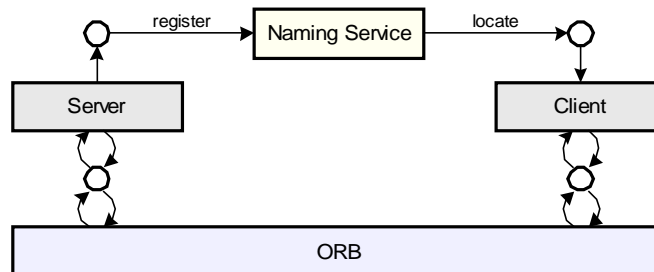 register
Naming Service
locate
Server
Client
ORB